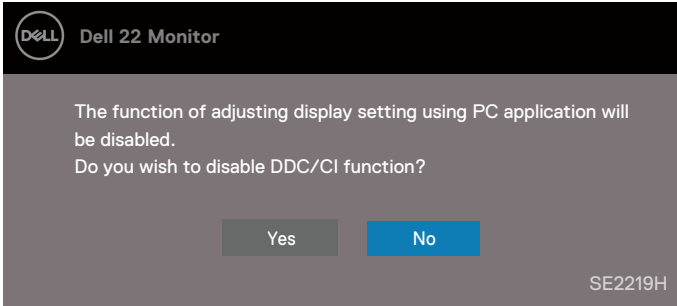 DELL
Dell 22 Monitor
The function of adjusting display setting using PC application will
be disabled.
Do you wish to disable DDC/CI function?
Yes
No
SE2219H